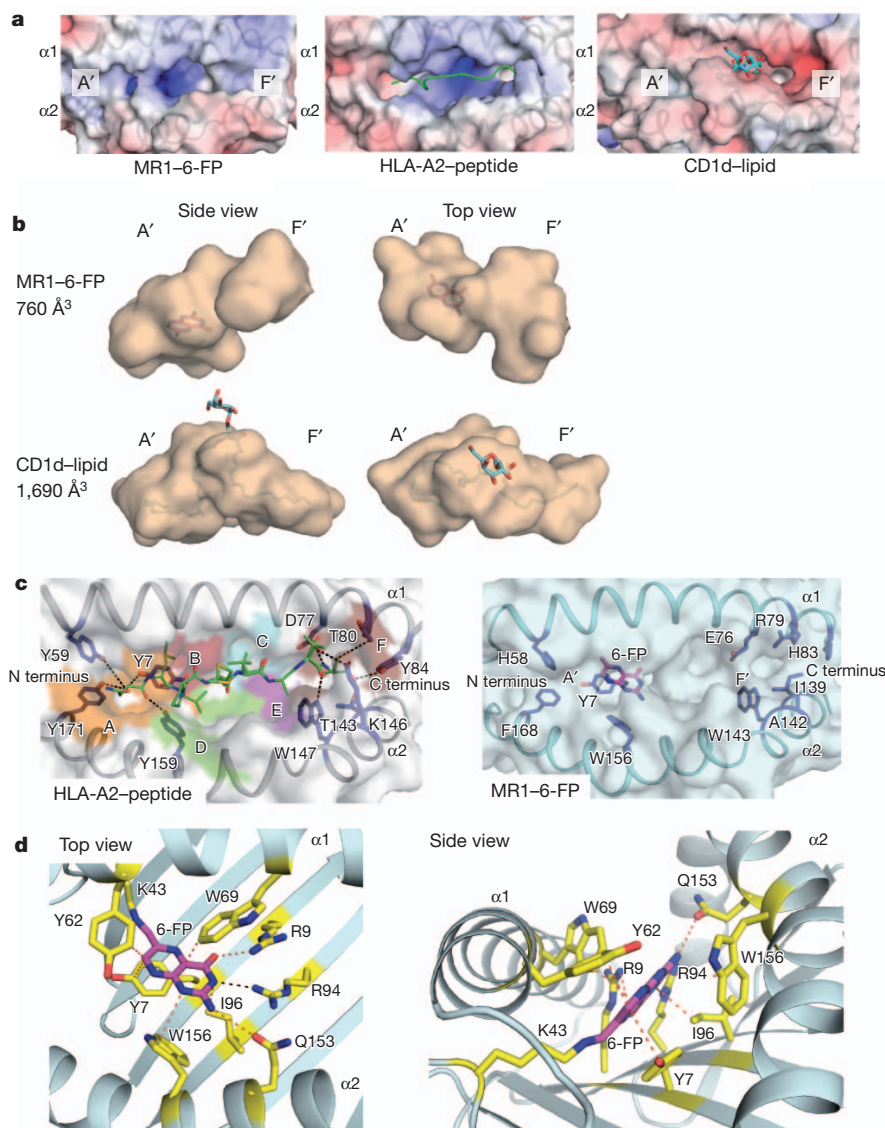 a
α1
A′
F′
α2
MR1–6-FP
α1
α2
HLA-A2–peptide
α1
A′
F′
α2
CD1d–lipid
b
Side view
Top view
A′
F′
MR1–6-FP
760 Å³
A′
F′
A′
F′
CD1d–lipid
1,690 Å³
c
α1
D77
T80
C
F
Y59
Y7
B
Y84
N terminus
C terminus
E
A
T143
K146
Y171
D
α2
Y159
W147
HLA-A2–peptide
α1
R79
E76
6-FP
H83
H58
C terminus
N terminus
A′
F′
I139
Y7
F168
A142
W143
W156
α2
MR1–6-FP
d
Top view
α1
K43
W69
Y62
6-FP
R9
R94
I96
Y7
W156
Q153
α2
Side view
α2
Q153
α1
W69
Y62
W156
R9
R94
K43
I96
6-FP
Y7